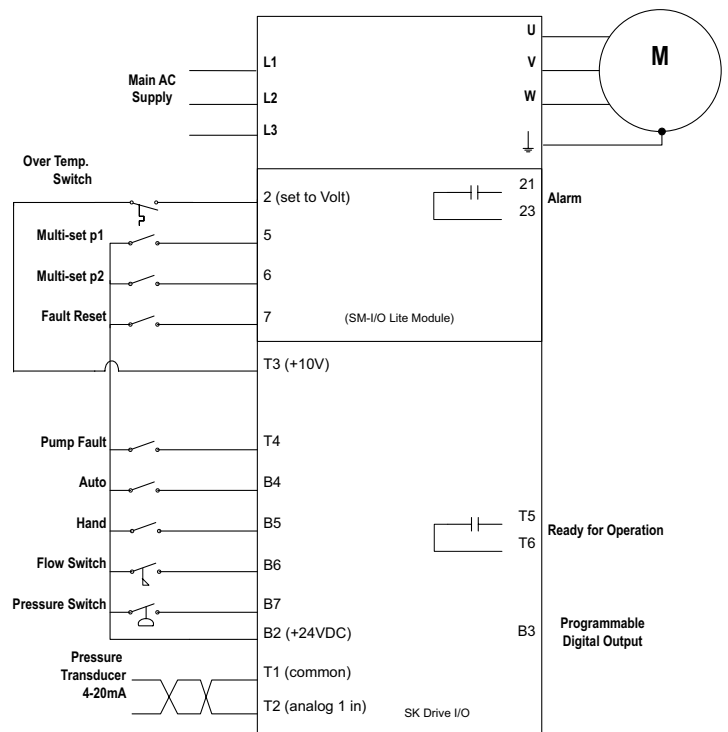 U
M
L1
V
Main AC
Supply
L2
W
L3
Over Temp.
Switch
2 (set to Volt)
21
Alarm
23
Multi-set p1
5
Multi-set p2
6
Fault Reset
7
(SM-I/O Lite Module)
T3 (+10V)
Pump Fault
T4
Auto
B4
Hand
B5
T5
Ready for Operation
T6
Flow Switch
B6
Pressure Switch
B7
B2 (+24VDC)
B3
Programmable
Digital Output
Pressure
Transducer
4-20mA
T1 (common)
T2 (analog 1 in)
SK Drive I/O